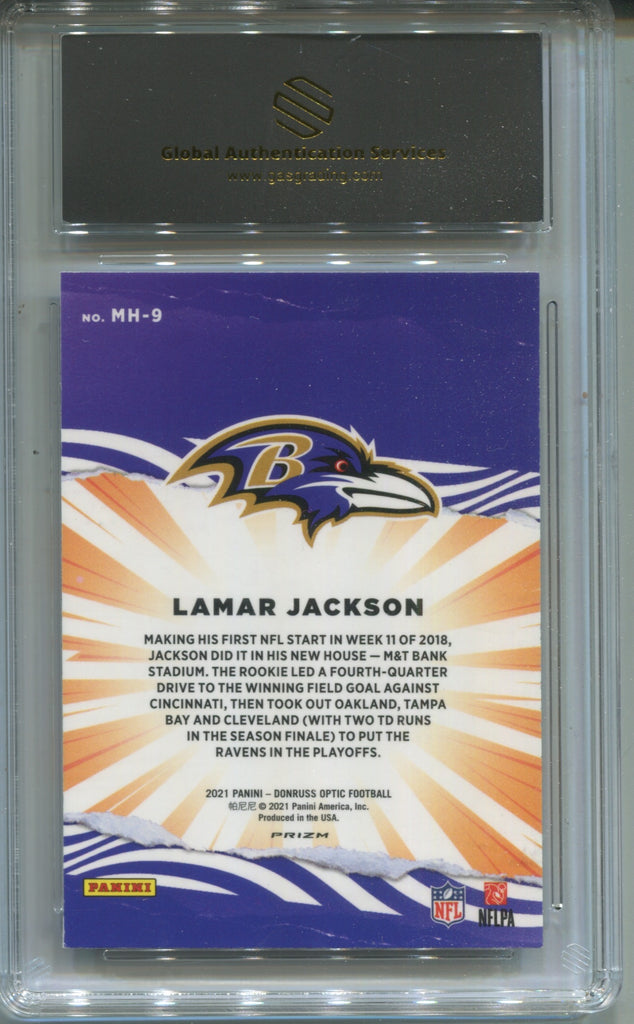 Global Authentication Services
www.gasgrading.com
NO. MH-9
B
LAMAR JACKSON
MAKING HIS FIRST NFL START IN WEEK 11 OF 2018,
JACKSON DID IT IN HIS NEW HOUSE — M&T BANK
STADIUM. THE ROOKIE LED A FOURTH-QUARTER
DRIVE TO THE WINNING FIELD GOAL AGAINST
CINCINNATI, THEN TOOK OUT OAKLAND, TAMPA
BAY AND CLEVELAND (WITH TWO TD RUNS
IN THE SEASON FINALE) TO PUT THE
RAVENS IN THE PLAYOFFS.
2021 PANINI – DONRUSS OPTIC FOOTBALL
帕尼尼 © 2021 Panini America, Inc.
Produced in the USA.
PRIZM
PANINI
NFL
NFLPA